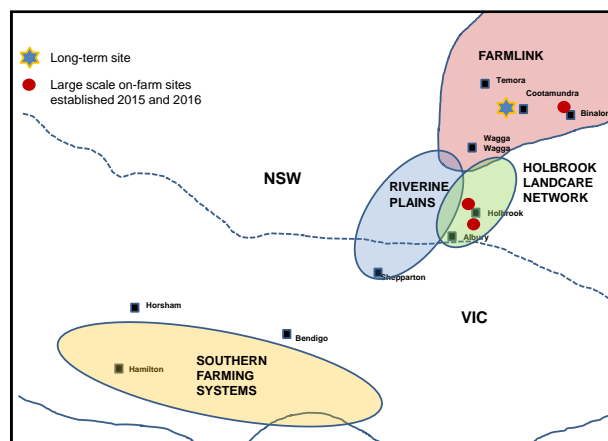 Long-term site
Large scale on-farm sites
established 2015 and 2016
FARMLINK
Temora
Cootamundra
Binalon
Wagga
Wagga
NSW
RIVERINE
PLAINS
HOLBROOK
LANDCARE
NETWORK
Holbrook
Albury
Shepparton
VIC
Horsham
Bendigo
Hamilton
SOUTHERN
FARMING
SYSTEMS